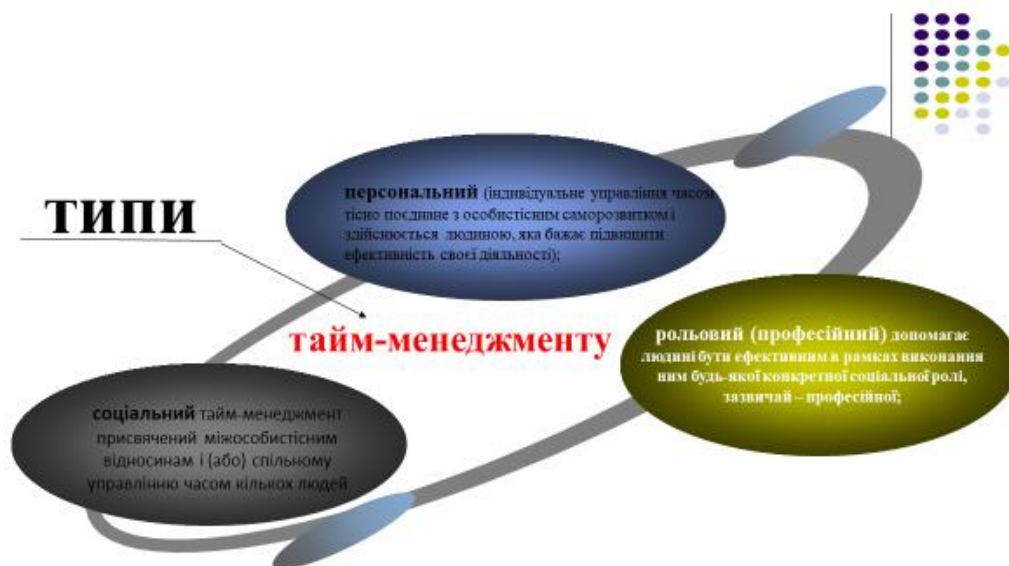 типи
тайм-менеджменту
персональний (індивідуальне управління часом
тісно поєднане з особистісним саморозвитком і
здійснюється людиною, яка бажає підвищити
ефективність своєї діяльності);
рольовий (професійний) допомагає
людині бути ефективним в рамках виконання
ним будь-якої конкретної соціальної ролі,
зазвичай – професійної;
соціальний тайм-менеджмент
присвячений міжособистісним
відносинам і (або) спільному
управлінню часом кількох людей